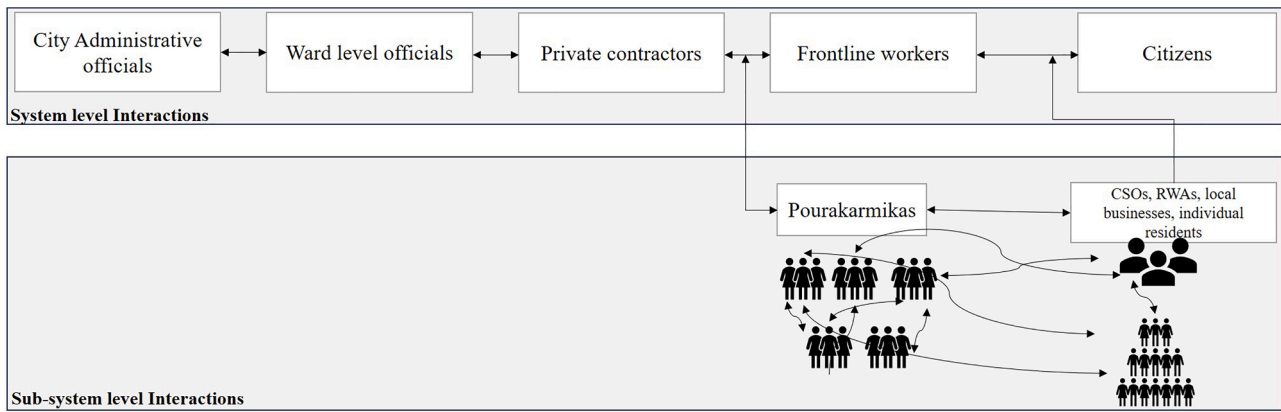 City Administrative
officials
Ward level officials
Private contractors
Frontline workers
Citizens
System level Interactions
Pourakarmikas
CSOs, RWAs, local
businesses, individual
residents
Sub-system level Interactions